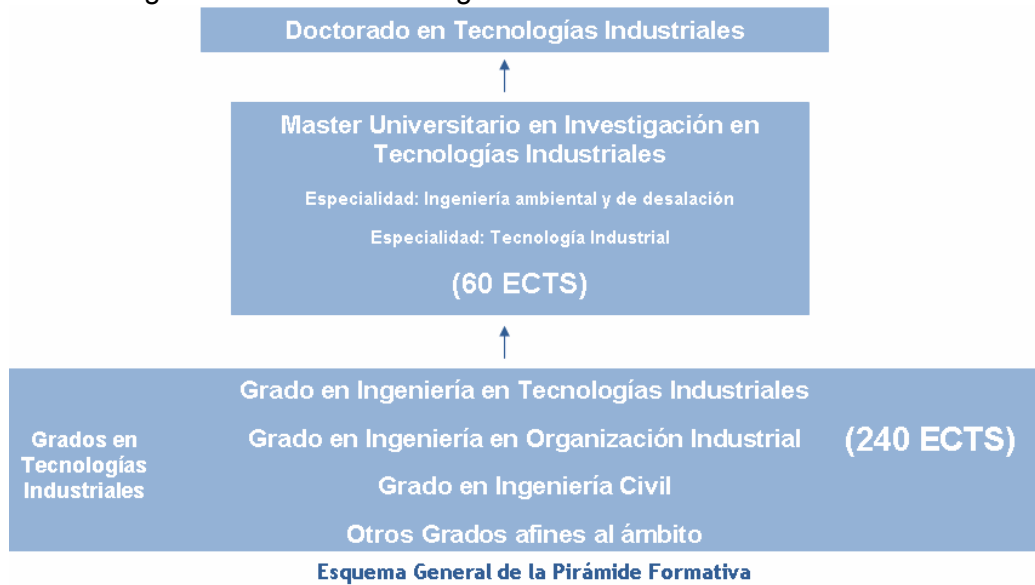 Doctorado en Tecnologías Industriales
Master Universitario en Investigación en
Tecnologías Industriales
Especialidad: Ingeniería ambiental y de desalación
Especialidad: Tecnología Industrial
(60 ECTS)
Grados en
Tecnologías
Industriales
Grado en Ingeniería en Tecnologías Industriales
Grado en Ingeniería en Organización Industrial
Grado en Ingeniería Civil
Otros Grados afines al ámbito
(240 ECTS)
Esquema General de la Pirámide Formativa